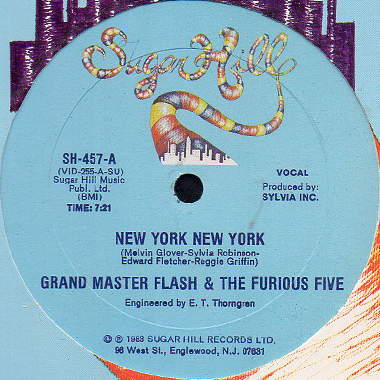 Sugar Hill
SH-457-A
(VID-255-A-SU)
Sugar Hill Music
Publ. Ltd.
(BMI)
TIME: 7:21
VOCAL
Produced by:
SYLVIA INC.
NEW YORK NEW YORK
(Melvin Glover-Sylvia Robinson-
Edward Fletcher-Reggie Griffin)
GRAND MASTER FLASH & THE FURIOUS FIVE
Engineered by E. T. Thorngren
© ℗ 1983 SUGAR HILL RECORDS LTD.
96 West St., Englewood, N.J. 07631